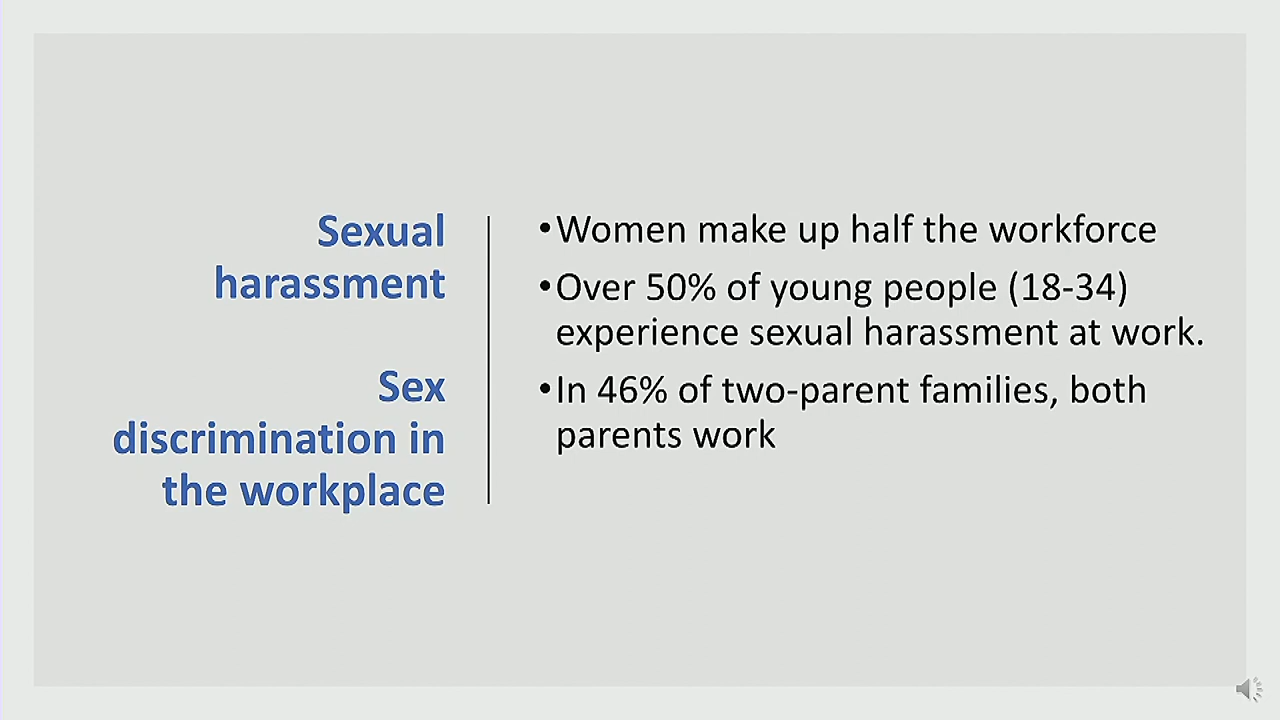 Sexual
harassment
Sex
discrimination in
the workplace
•Women make up half the workforce
•Over 50% of young people (18-34)
experience sexual harassment at work.
•In 46% of two-parent families, both
parents work